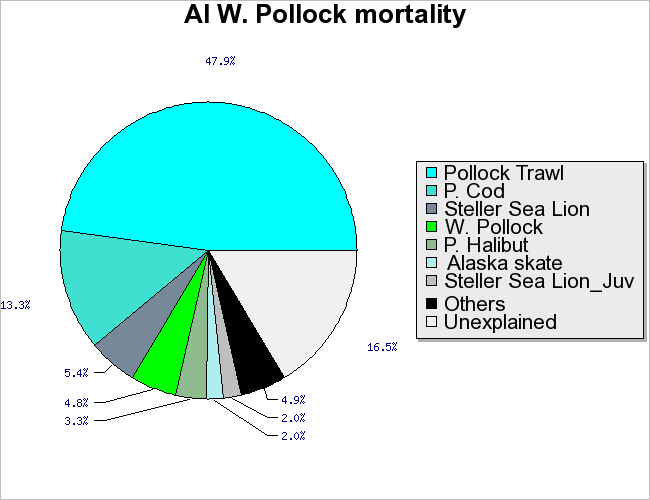 AI W. Pollock mortality
47.9%
13.3%
5.4%
4.8%
3.3%
2.0%
2.0%
4.9%
16.5%
Pollock Trawl
P. Cod
Steller Sea Lion
W. Pollock
P. Halibut
Alaska skate
Steller Sea Lion_Juv
Others
Unexplained